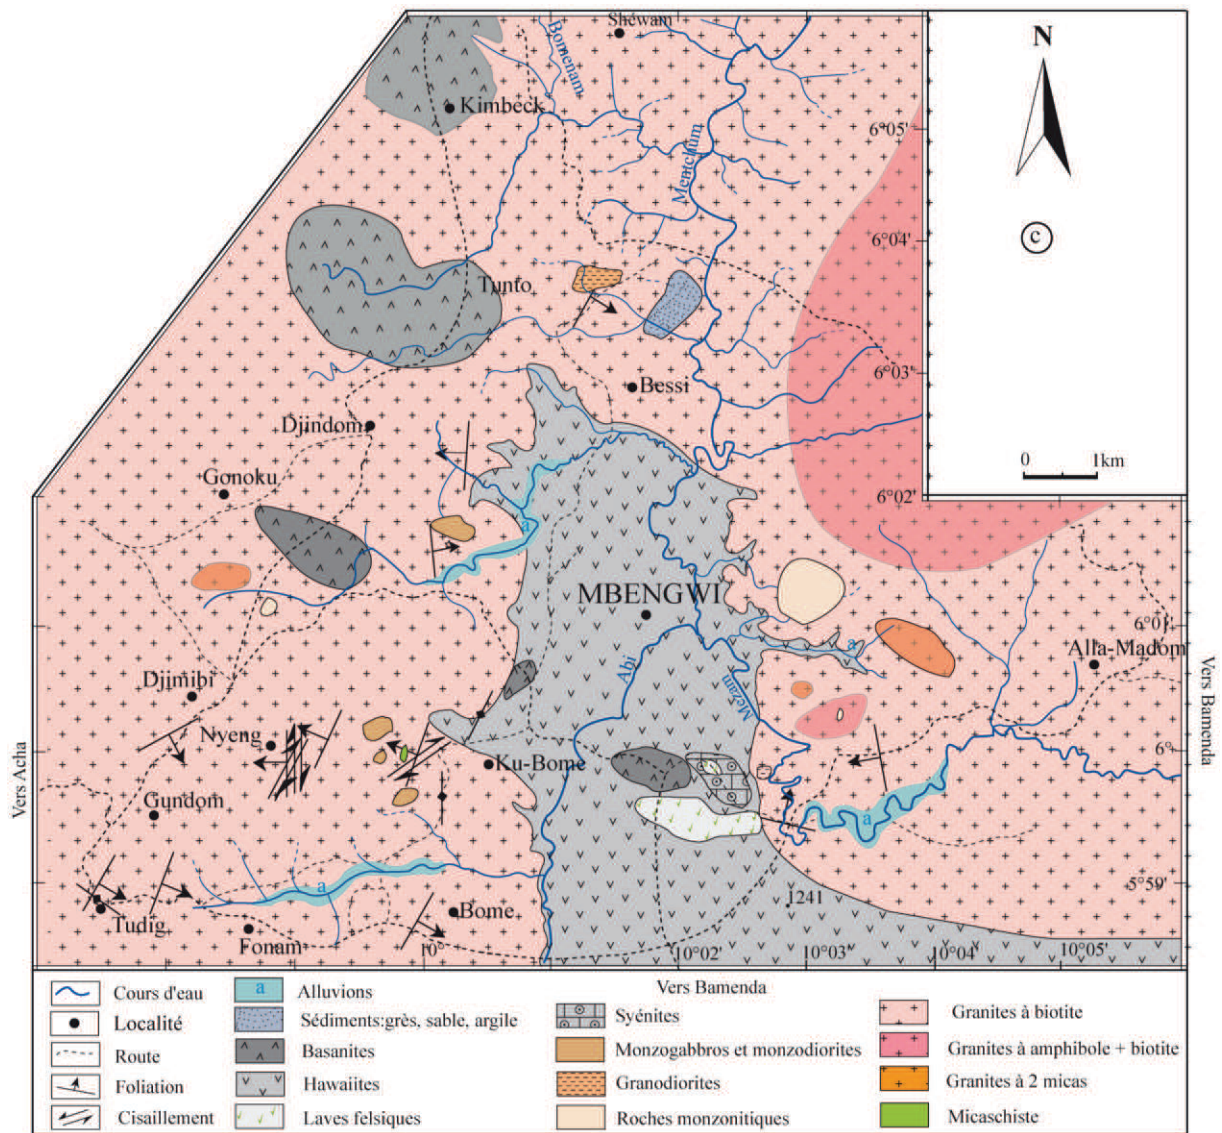 Shéwam
Bomenam
N
Kimbeck
6°05'
Mentchum
c
6°04'
Tunto
6°03'
Bessi
0 1km
Djindom
Gonoku
6°02'
a
MBENGWI
6°01'
a
Alla-Madom
Abi
Djimibi
Mezam
Vers Bamenda
Nyeng
6°
Ku-Bome
Vers Acha
Gundom
a
5°59'
a
1241
Bome
Tudig
Fonam
10°
10°02'
10°03'
10°04'
10°05'
Vers Bamenda
Cours d'eau
Localité
Route
Foliation
Cisaillement
a
Alluvions
Sédiments:grès, sable, argile
Basanites
Hawaiites
Laves felsiques
Syénites
Monzogabbros et monzodiorites
Granodiorites
Roches monzonitiques
Granites à biotite
Granites à amphibole + biotite
Granites à 2 micas
Micaschiste